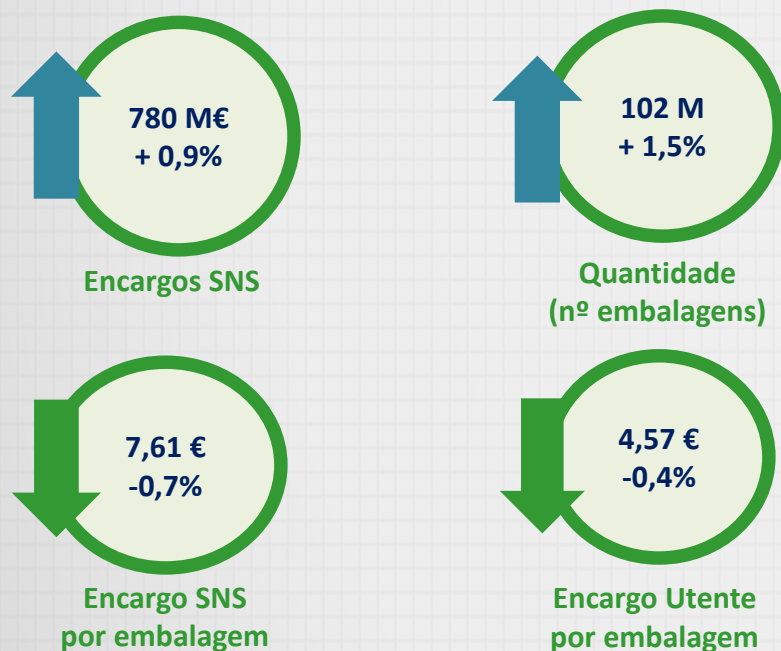 780 M€
+ 0,9%
Encargos SNS
102 M
+ 1,5%
Quantidade
(nº embalagens)
7,61 €
-0,7%
Encargo SNS
por embalagem
4,57 €
-0,4%
Encargo Utente
por embalagem